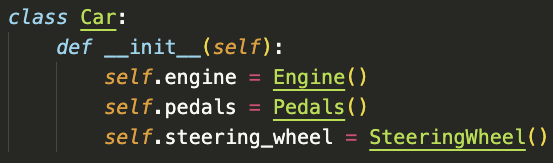 class Car:
    def __init__(self):
        self.engine = Engine()
        self.pedals = Pedals()
        self.steering_wheel = SteeringWheel()